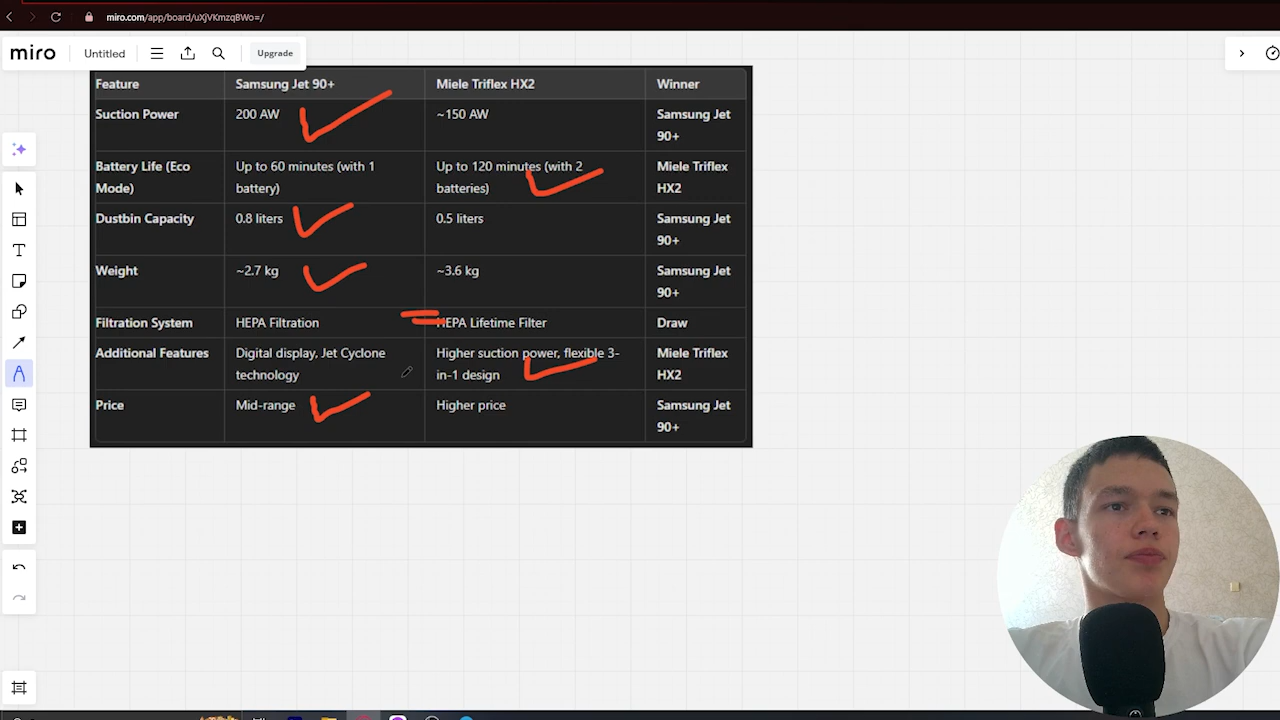 miro.com/app/board/uXjVKmzqBWo=/
miro
Untitled
Upgrade
Feature
Samsung Jet 90+
Miele Triflex HX2
Winner
Suction Power
200 AW
~150 AW
Samsung Jet
90+
Battery Life (Eco
Mode)
Up to 60 minutes (with 1
battery)
Up to 120 minutes (with 2
batteries)
Miele Triflex
HX2
Dustbin Capacity
0.8 liters
0.5 liters
Samsung Jet
90+
Weight
~2.7 kg
~3.6 kg
Samsung Jet
90+
Filtration System
HEPA Filtration
HEPA Lifetime Filter
Draw
Additional Features
Digital display, Jet Cyclone
technology
Higher suction power, flexible 3-
in-1 design
Miele Triflex
HX2
Price
Mid-range
Higher price
Samsung Jet
90+